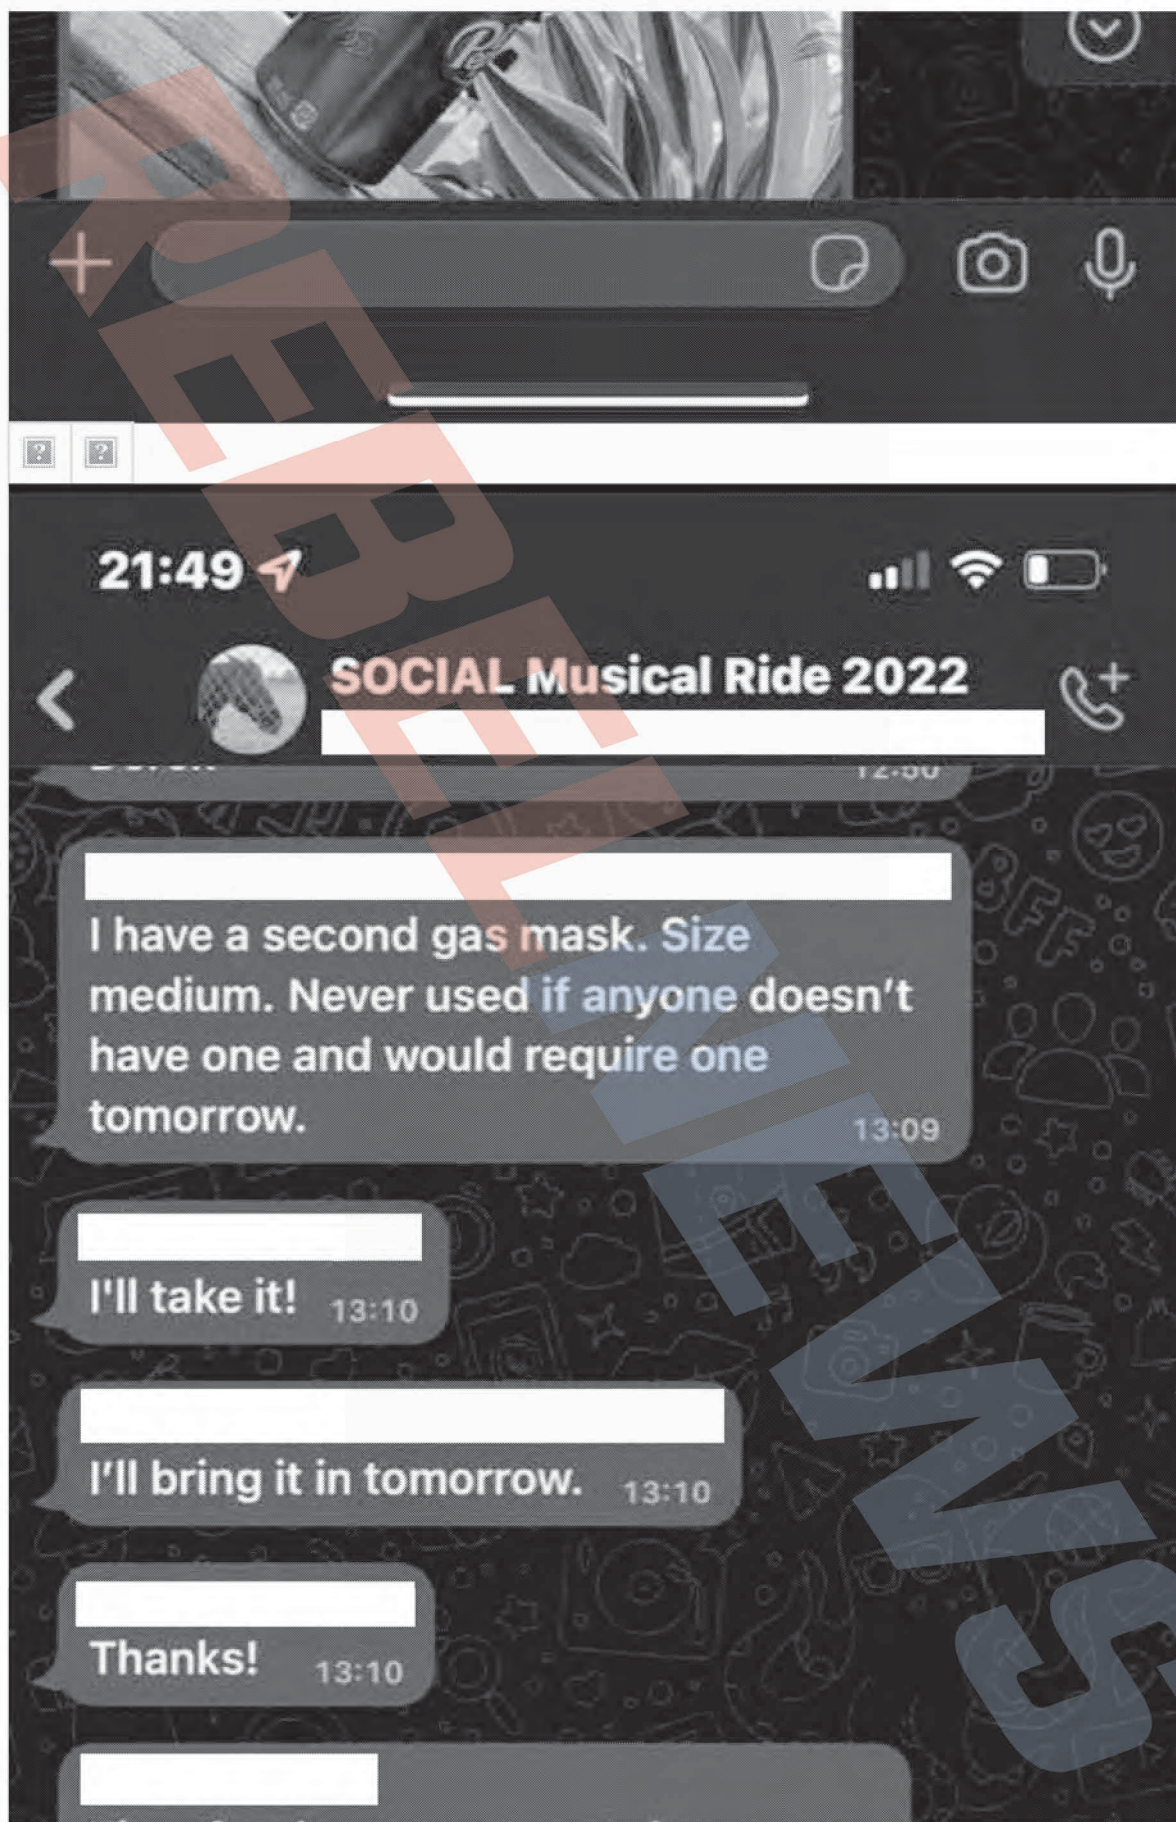 21:49
SOCIAL Musical Ride 2022
12:50
I have a second gas mask. Size
medium. Never used if anyone doesn't
have one and would require one
tomorrow.
13:09
I'll take it! 13:10
I'll bring it in tomorrow. 13:10
Thanks! 13:10
REBEL NEWS